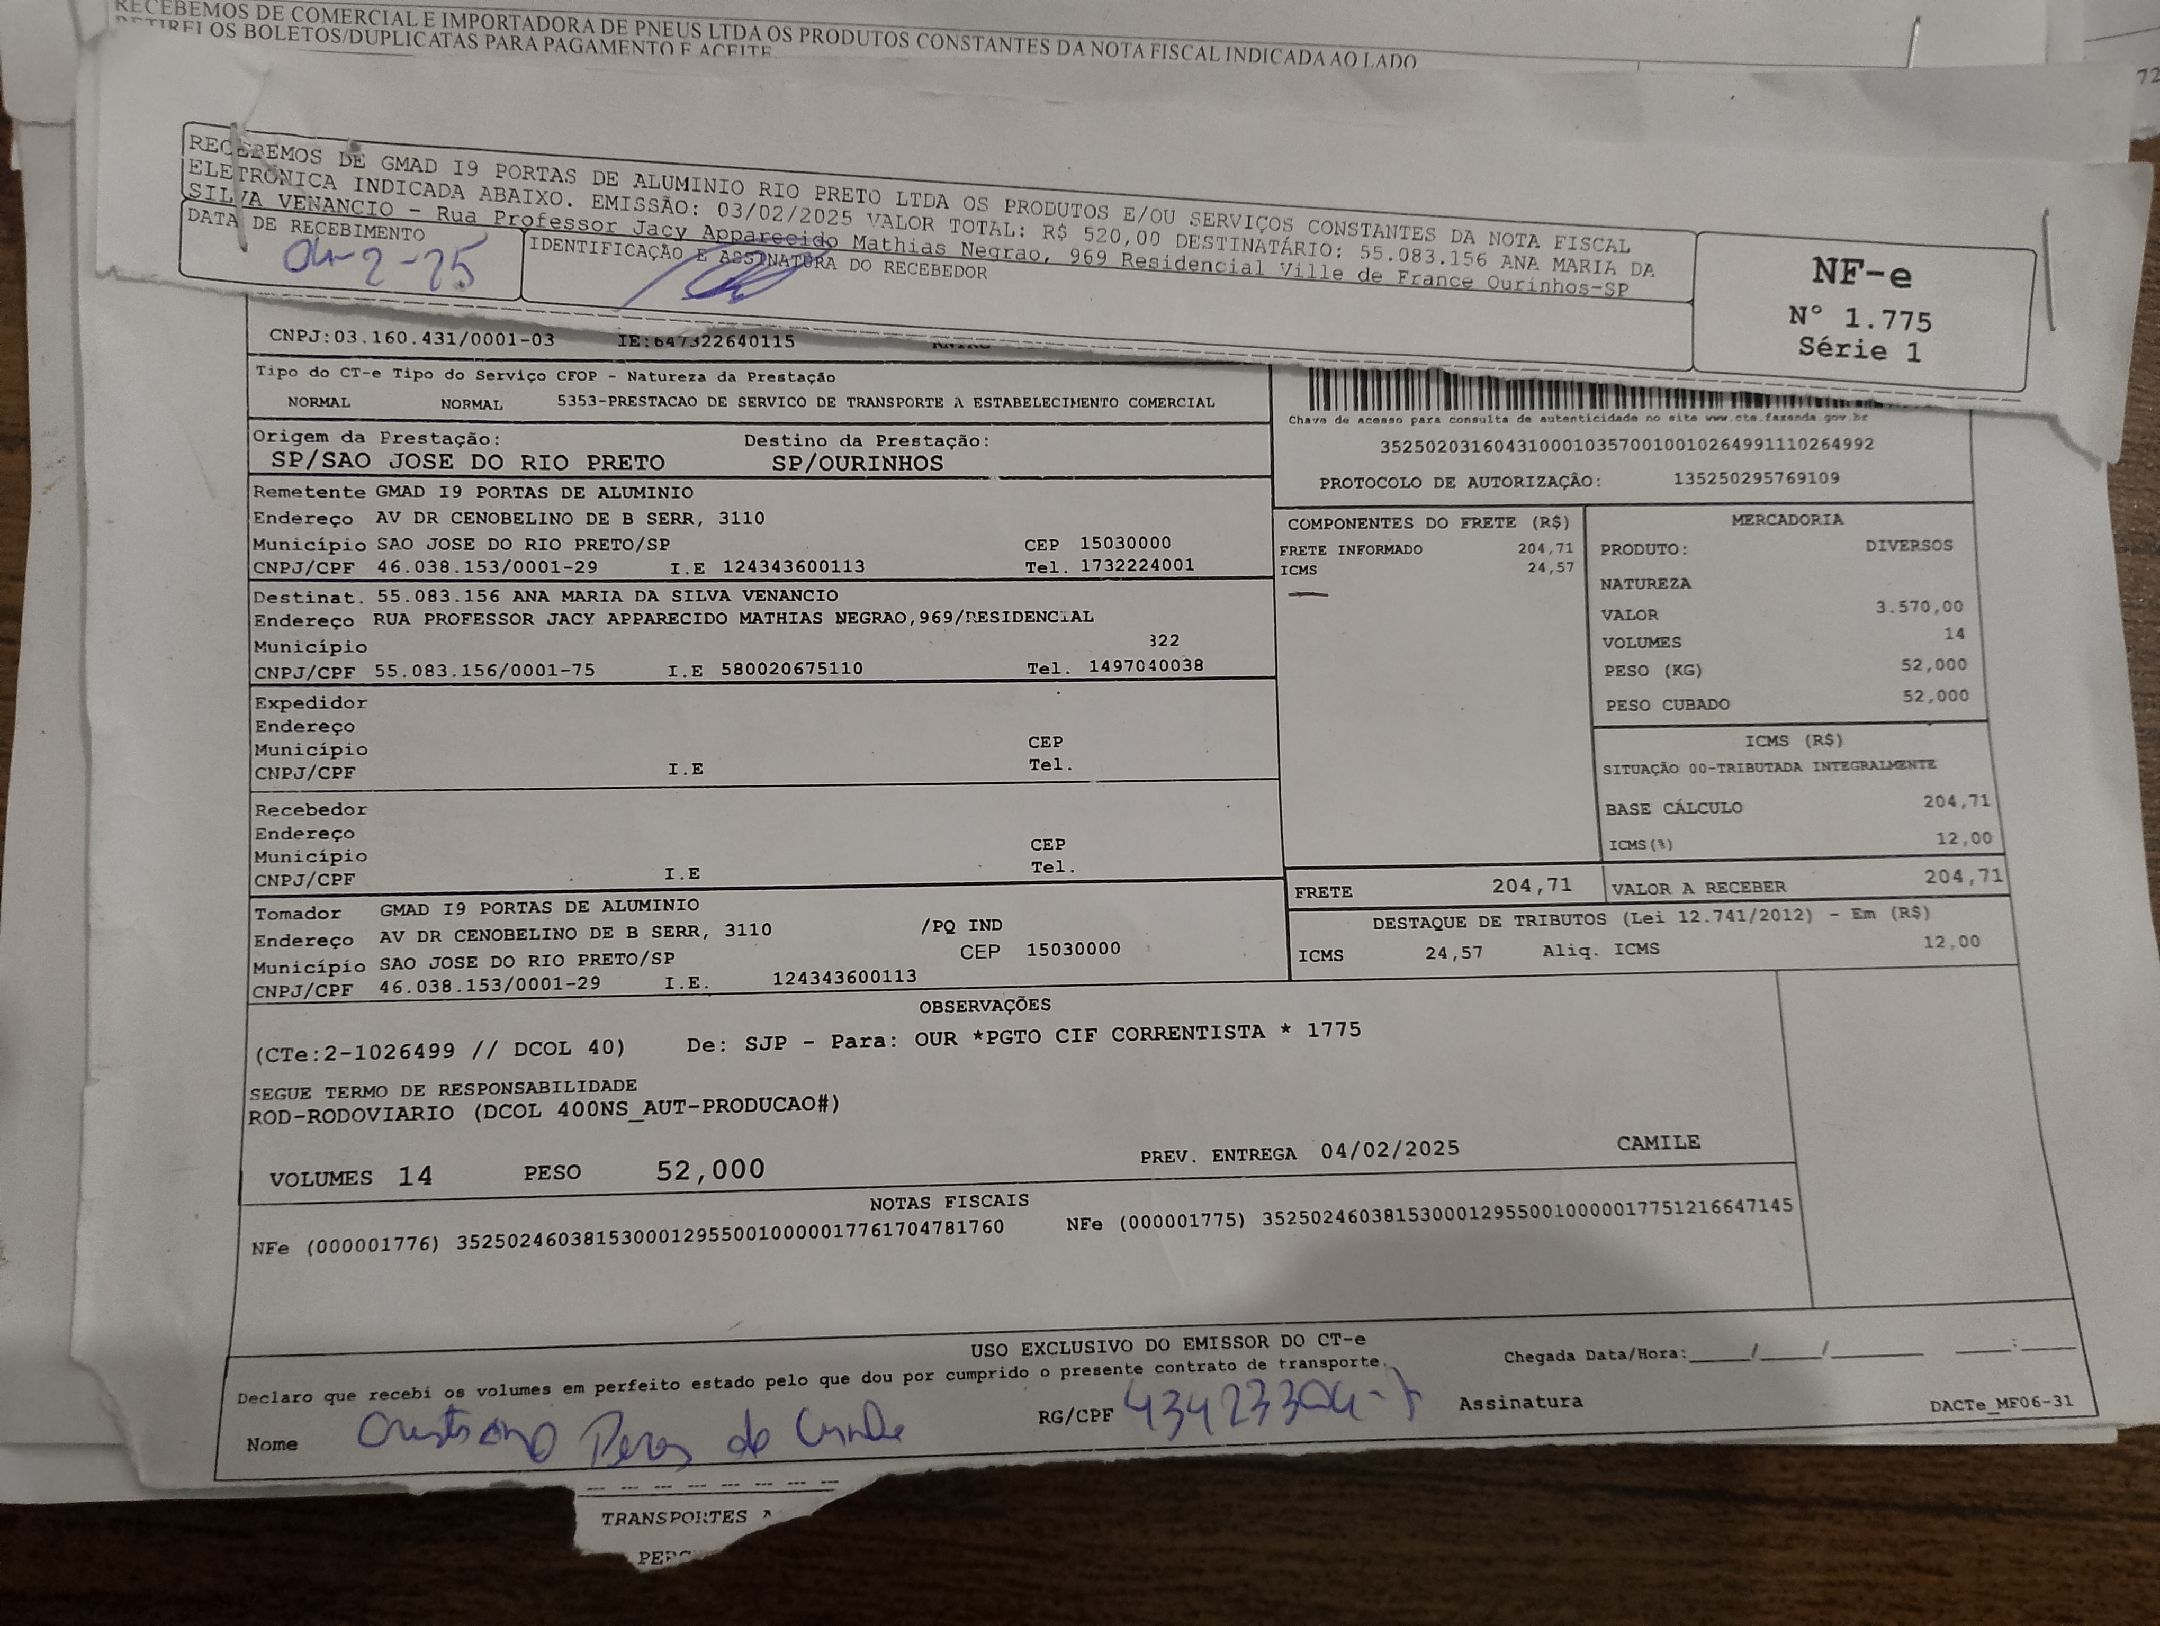 RECEBEMOS DE COMERCIAL E IMPORTADORA DE PNEUS LTDA OS PRODUTOS CONSTANTES DA NOTA FISCAL INDICADA AO LADO
OS BOLETOS/DUPLICATAS PARA PAGAMENTO E ACEITE
72
RECEBEMOS DE GMAD I9 PORTAS DE ALUMINIO RIO PRETO LTDA OS PRODUTOS E/OU SERVIÇOS CONSTANTES DA NOTA FISCAL
ELETRÔNICA INDICADA ABAIXO. EMISSÃO: 03/02/2025 VALOR TOTAL: R$ 520,00 DESTINATÁRIO: 55.083.156 ANA MARIA DA
SILVA VENANCIO - Rua Professor Jacy Apparecido Mathias Negrao, 969 Residencial Ville de France Ourinhos-SP
DATA DE RECEBIMENTO
04-2-25
IDENTIFICAÇÃO E ASSINATURA DO RECEBEDOR
NF-e
Nº 1.775
Série 1
CNPJ:03.160.431/0001-03 IE:647322640115
Tipo do CT-e Tipo do Serviço CFOP - Natureza da Prestação
NORMAL NORMAL 5353-PRESTACAO DE SERVICO DE TRANSPORTE A ESTABELECIMENTO COMERCIAL
Chave de acesso para consulta de autenticidade no site www.cte.fazenda.gov.br
35250203160431000103570010010264991110264992
PROTOCOLO DE AUTORIZAÇÃO: 135250295769109
Origem da Prestação: Destino da Prestação:
SP/SAO JOSE DO RIO PRETO SP/OURINHOS
Remetente GMAD I9 PORTAS DE ALUMINIO
Endereço AV DR CENOBELINO DE B SERR, 3110
Município SAO JOSE DO RIO PRETO/SP CEP 15030000
CNPJ/CPF 46.038.153/0001-29 I.E 124343600113 Tel. 1732224001
Destinat. 55.083.156 ANA MARIA DA SILVA VENANCIO
Endereço RUA PROFESSOR JACY APPARECIDO MATHIAS NEGRAO,969/RESIDENCIAL
Município 322
CNPJ/CPF 55.083.156/0001-75 I.E 580020675110 Tel. 1497040038
Expedidor
Endereço
Município CEP
CNPJ/CPF I.E Tel.
Recebedor
Endereço
Município CEP
CNPJ/CPF I.E Tel.
Tomador GMAD I9 PORTAS DE ALUMINIO
Endereço AV DR CENOBELINO DE B SERR, 3110 /PQ IND
Município SAO JOSE DO RIO PRETO/SP CEP 15030000
CNPJ/CPF 46.038.153/0001-29 I.E. 124343600113
COMPONENTES DO FRETE (R$)
FRETE INFORMADO 204,71
ICMS 24,57
MERCADORIA
PRODUTO: DIVERSOS
NATUREZA
VALOR 3.570,00
VOLUMES 14
PESO (KG) 52,000
PESO CUBADO 52,000
ICMS (R$)
SITUAÇÃO 00-TRIBUTADA INTEGRALMENTE
BASE CÁLCULO 204,71
ICMS(%) 12,00
FRETE 204,71 VALOR A RECEBER 204,71
DESTAQUE DE TRIBUTOS (Lei 12.741/2012) - Em (R$)
ICMS 24,57 Aliq. ICMS 12,00
OBSERVAÇÕES
(CTe:2-1026499 // DCOL 40) De: SJP - Para: OUR *PGTO CIF CORRENTISTA * 1775
SEGUE TERMO DE RESPONSABILIDADE
ROD-RODOVIARIO (DCOL 400NS_AUT-PRODUCAO#)
VOLUMES 14 PESO 52,000 PREV. ENTREGA 04/02/2025 CAMILE
NOTAS FISCAIS
NFe (000001776) 35250246038153000129550010000017761704781760 NFe (000001775) 35250246038153000129550010000017751216647145
USO EXCLUSIVO DO EMISSOR DO CT-e
Declaro que recebi os volumes em perfeito estado pelo que dou por cumprido o presente contrato de transporte. Chegada Data/Hora:_____/_____/_______ ____:____
Nome RG/CPF Assinatura
DACTe_MF06-31
TRANSPORTES